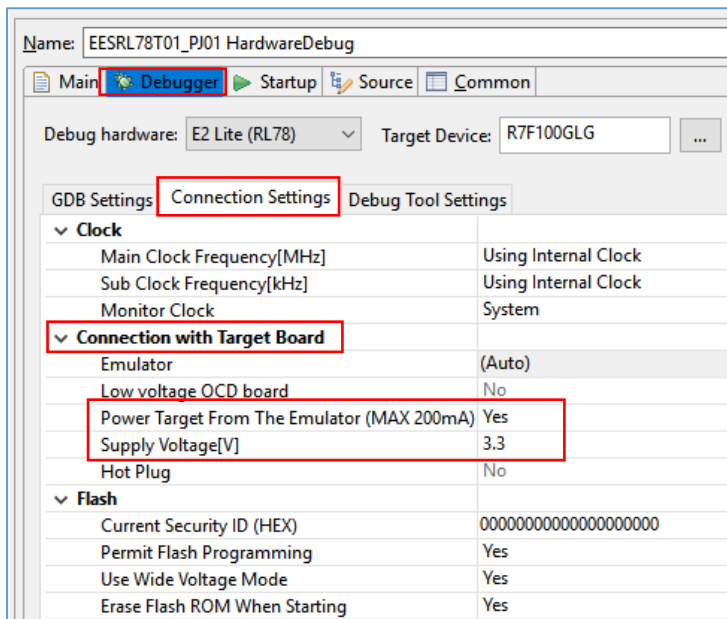 Name: EESRL78T01_PJ01 HardwareDebug
Main Debugger Startup Source Common
Debug hardware: E2 Lite (RL78) Target Device: R7F100GLG ...
GDB Settings Connection Settings Debug Tool Settings
Clock
Main Clock Frequency[MHz] Using Internal Clock
Sub Clock Frequency[kHz] Using Internal Clock
Monitor Clock System
Connection with Target Board
Emulator (Auto)
Low voltage OCD board No
Power Target From The Emulator (MAX 200mA) Yes
Supply Voltage[V] 3.3
Hot Plug No
Flash
Current Security ID (HEX) 00000000000000000000
Permit Flash Programming Yes
Use Wide Voltage Mode Yes
Erase Flash ROM When Starting Yes